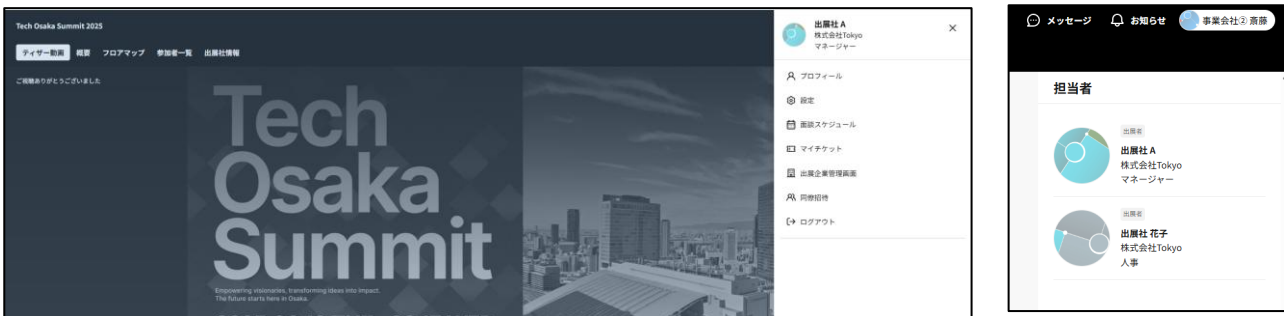 Tech Osaka Summit 2025
ティザー動画 概要 フロアマップ 参加者一覧 出展社情報
ご視聴ありがとうございました
Tech
Osaka
Summit
Empowering visionaries, transforming ideas into impact.
The future starts here in Osaka.
出展社 A
株式会社Tokyo
マネージャー
プロフィール
設定
面談スケジュール
マイチケット
出展企業管理画面
同僚招待
ログアウト
メッセージ お知らせ 事業会社② 斎藤
担当者
出展者
出展社 A
株式会社Tokyo
マネージャー
出展者
出展社 花子
株式会社Tokyo
人事